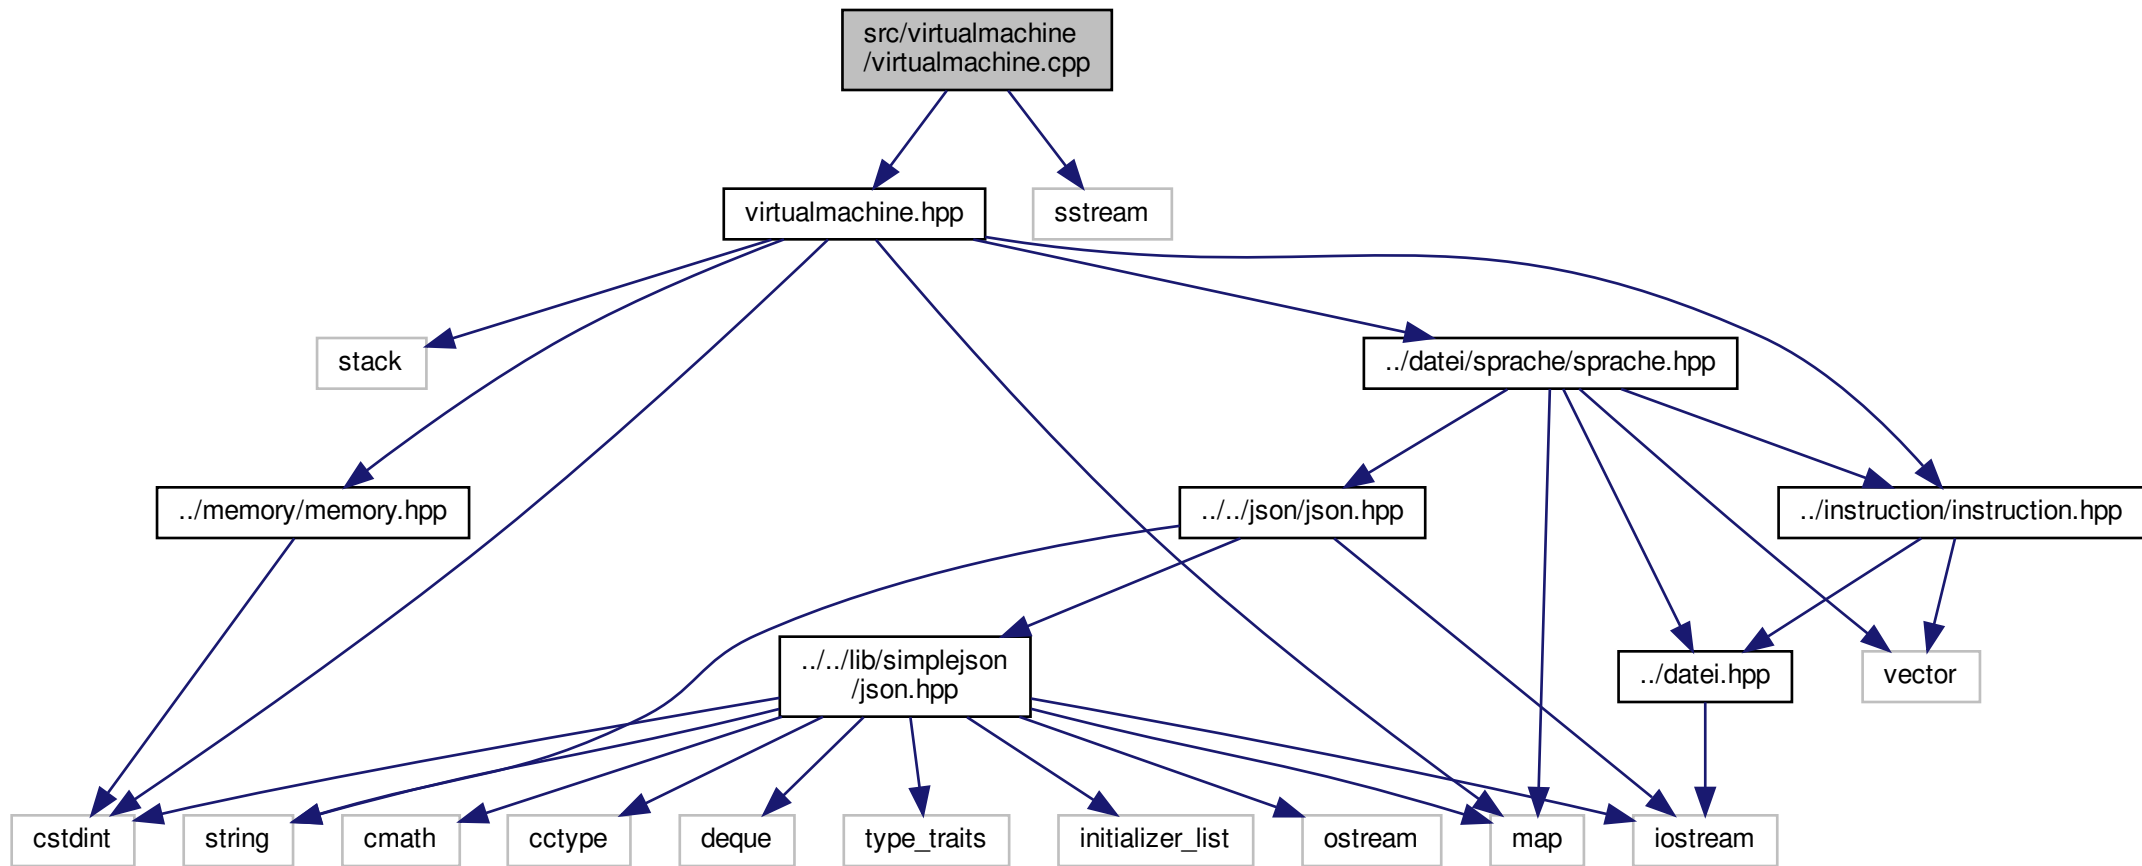 src/virtualmachine
/virtualmachine.cpp
virtualmachine.hpp
sstream
stack
../datei/sprache/sprache.hpp
../memory/memory.hpp
../../json/json.hpp
../instruction/instruction.hpp
../../lib/simplejson
/json.hpp
../datei.hpp
vector
cstdint
string
cmath
cctype
deque
type_traits
initializer_list
ostream
map
iostream